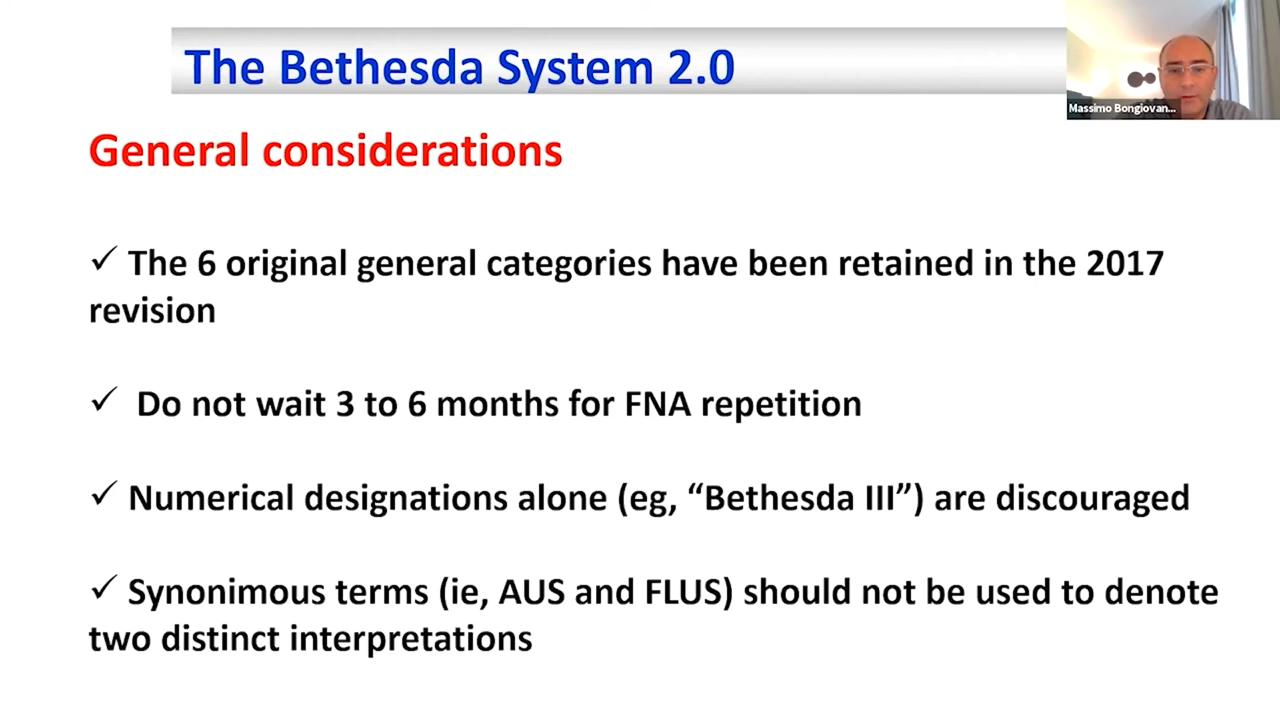 The Bethesda System 2.0
Massimo Bongiovan...
General considerations
✓ The 6 original general categories have been retained in the 2017
revision
✓ Do not wait 3 to 6 months for FNA repetition
✓ Numerical designations alone (eg, “Bethesda III”) are discouraged
✓ Synonimous terms (ie, AUS and FLUS) should not be used to denote
two distinct interpretations